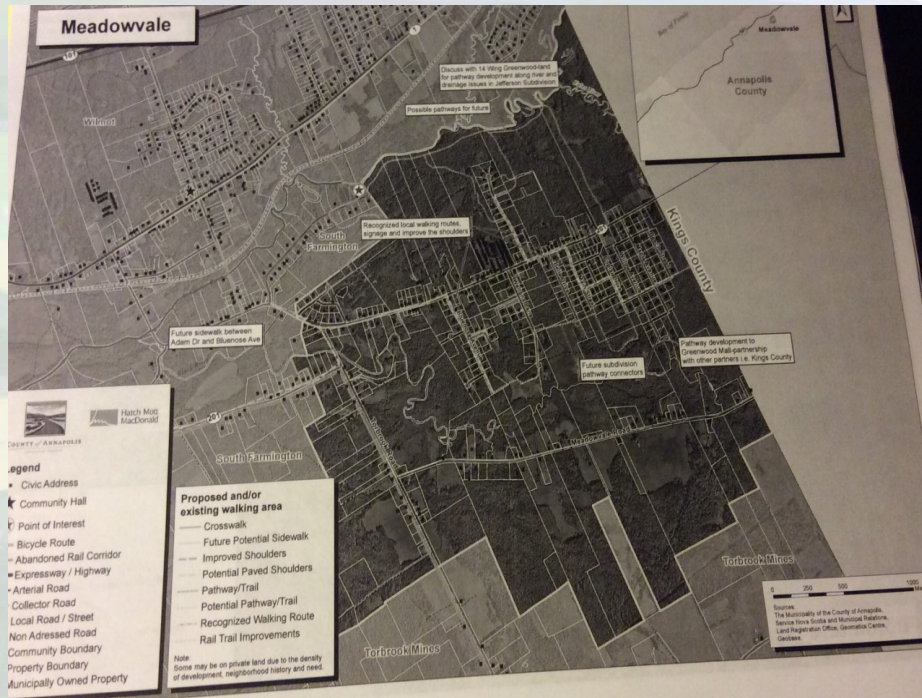 Meadowvale
101
1
Wilmot
Discuss with 14 Wing Greenwood-land
for pathway development along river and
drainage issues in Jefferson Subdivision
Possible pathways for future
Bay of Fundy
Meadowvale
Annapolis
County
Recognized local walking routes,
signage and improve the shoulders
South
Farmington
201
Kings County
Future sidewalk between
Adam Dr and Bluenose Ave
Future subdivision
pathway connectors
Pathway development to
Greenwood Mall-partnership
with other partners i.e. Kings County
201
South Farmington
Meadowvale Road
Torbrook Mines
Torbrook Mines
COUNTY of ANNAPOLIS
Hatch Mott
MacDonald
Legend
Civic Address
Community Hall
Point of Interest
Bicycle Route
Abandoned Rail Corridor
Expressway / Highway
Arterial Road
Collector Road
Local Road / Street
Non Adressed Road
Community Boundary
Property Boundary
Municipally Owned Property
Proposed and/or
existing walking area
Crosswalk
Future Potential Sidewalk
Improved Shoulders
Potential Paved Shoulders
Pathway/Trail
Potential Pathway/Trail
Recognized Walking Route
Rail Trail Improvements
Note:
Some may be on private land due to the density
of development, neighborhood history and need.
0 250 500 1000
Sources:
The Municipality of the County of Annapolis,
Service Nova Scotia and Municipal Relations,
Land Registration Office, Geomatics Centre,
Geobase.